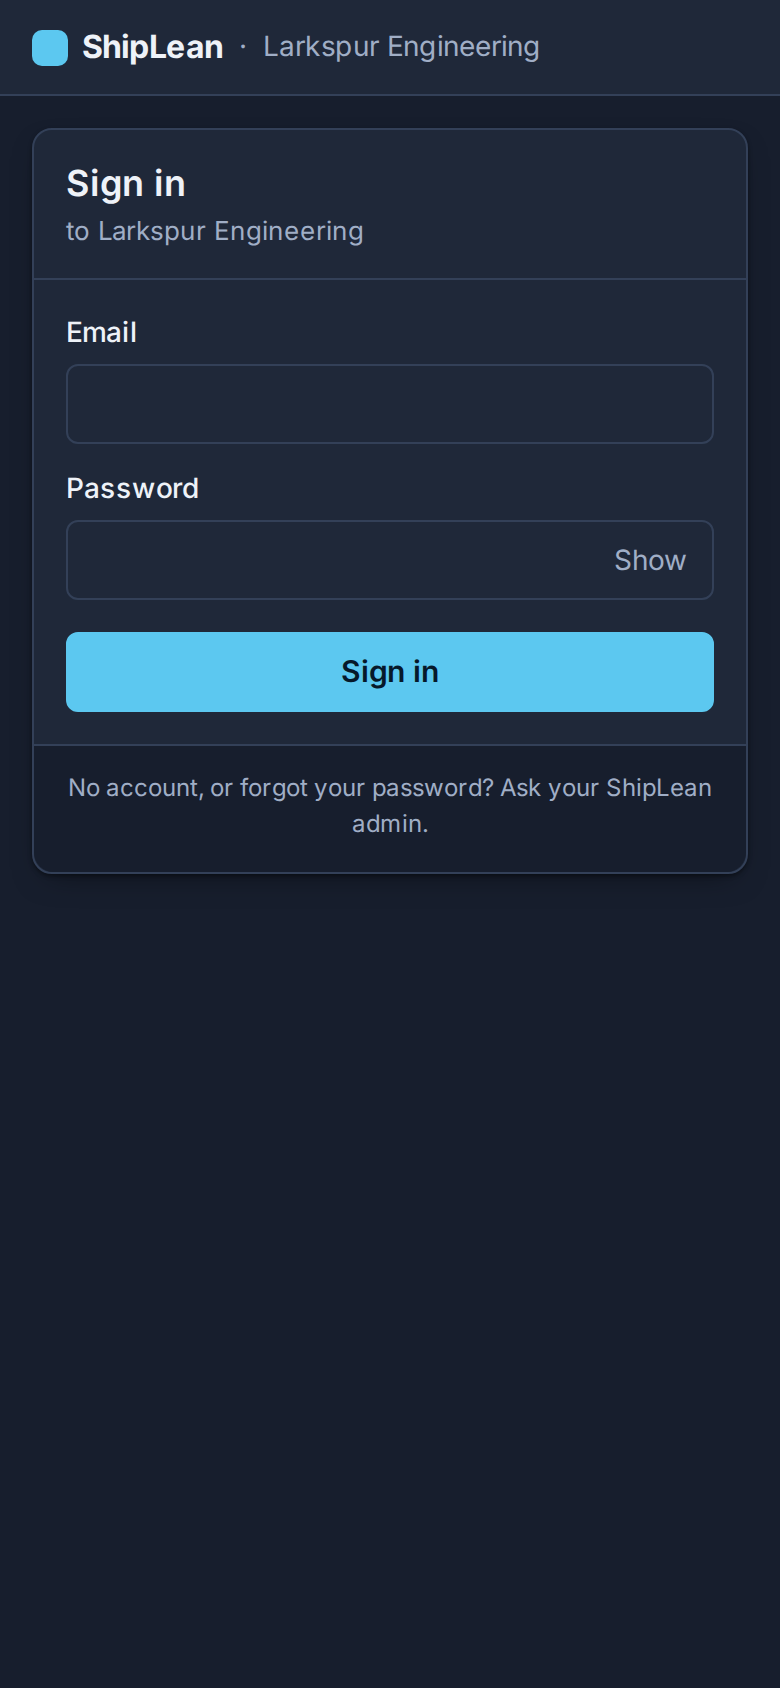 ShipLean · Larkspur Engineering
Sign in
to Larkspur Engineering
Email
Password
Show
Sign in
No account, or forgot your password? Ask your ShipLean
admin.